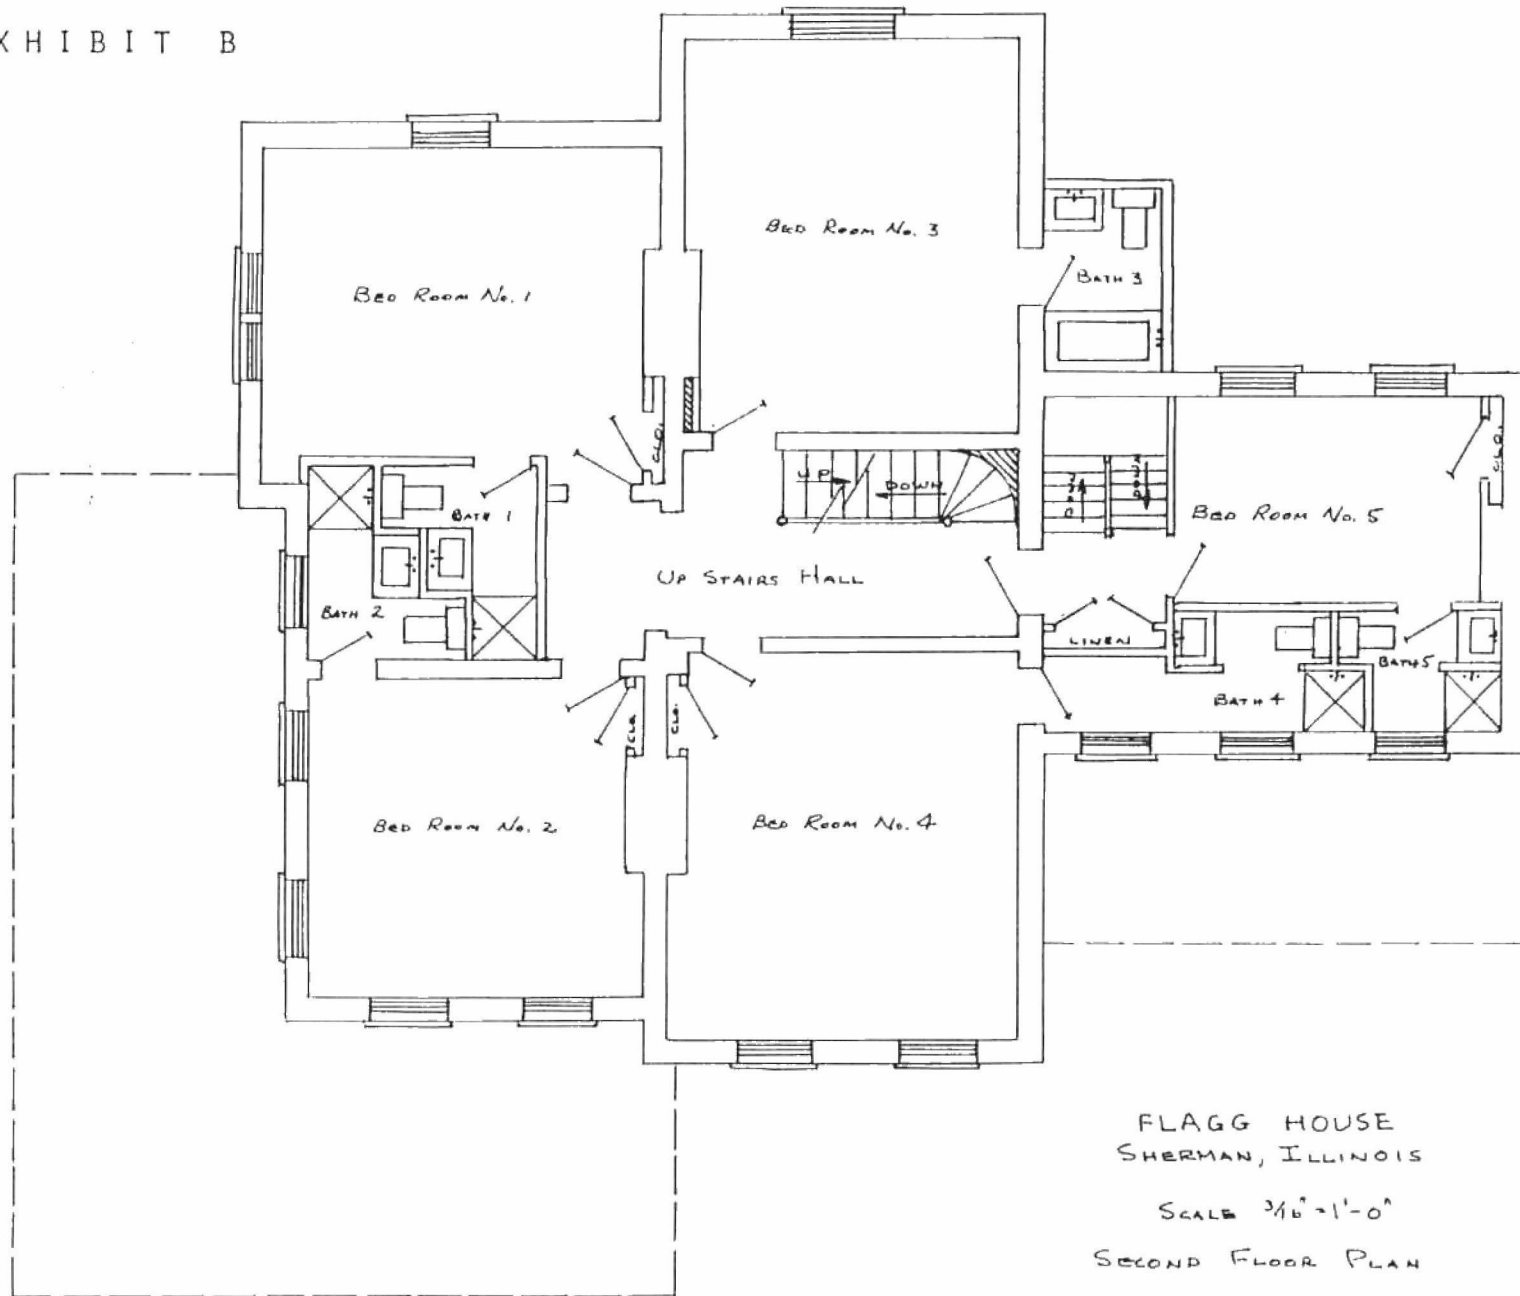 XHIBIT B
BED ROOM No. 3
BED ROOM No. 1
BATH 3
CLO.
CLO.
UP
DOWN
DOWN
DOWN
BATH 1
BED ROOM No. 5
UP STAIRS HALL
BATH 2
LINEN
BATH 5
BATH 4
CLO.
CLO.
BED ROOM No. 2
BED ROOM No. 4
FLAGG HOUSE
SHERMAN, ILLINOIS
SCALE 3/16" = 1'-0"
SECOND FLOOR PLAN